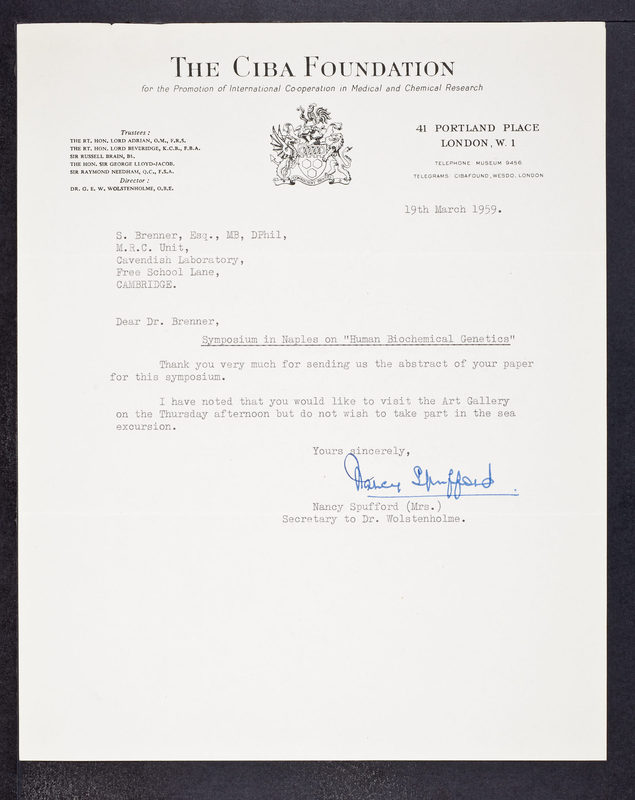 THE CIBA FOUNDATION
for the Promotion of International Co-operation in Medical and Chemical Research
Trustees :
THE RT. HON. LORD ADRIAN, O.M., F.R.S.
THE RT. HON. LORD BEVERIDGE, K.C.B., F.B.A.
SIR RUSSELL BRAIN, Bt.
THE HON. SIR GEORGE LLOYD-JACOB.
SIR RAYMOND NEEDHAM, Q.C., F.S.A.
Director :
DR. G. E. W. WOLSTENHOLME, O.B.E.
41 PORTLAND PLACE
LONDON, W. 1
TELEPHONE MUSEUM 9456
TELEGRAMS: CIBAFOUND, WESDO, LONDON
19th March 1959.
S. Brenner, Esq., MB, DPhil,
M.R.C. Unit,
Cavendish Laboratory,
Free School Lane,
CAMBRIDGE.
Dear Dr. Brenner,
Symposium in Naples on "Human Biochemical Genetics"
Thank you very much for sending us the abstract of your paper
for this symposium.
I have noted that you would like to visit the Art Gallery
on the Thursday afternoon but do not wish to take part in the sea
excursion.
Yours sincerely,
Nancy Spufford
Nancy Spufford (Mrs.)
Secretary to Dr. Wolstenholme.